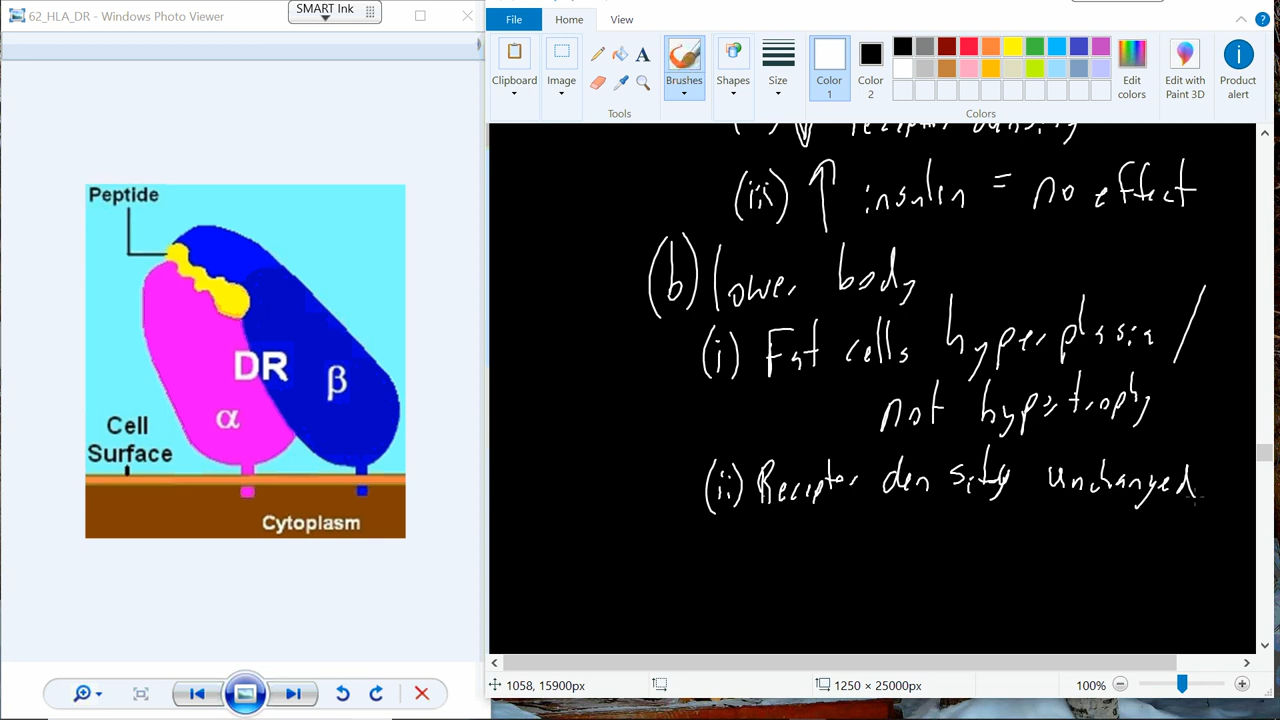 62_HLA_DR - Windows Photo Viewer
SMART Ink
Peptide
DR
α
β
Cell
Surface
Cytoplasm
File
Home
View
Clipboard
Image
Tools
Brushes
Shapes
Size
Color
1
Color
2
Colors
Edit
colors
Edit with
Paint 3D
Product
alert
receptor density
(iii) ↑ insulin = no effect
(b) lower body
(i) Fat cells hyperplasia /
not hypertrophy
(ii) Receptor density unchanged
1058, 15900px
1250 × 25000px
100%